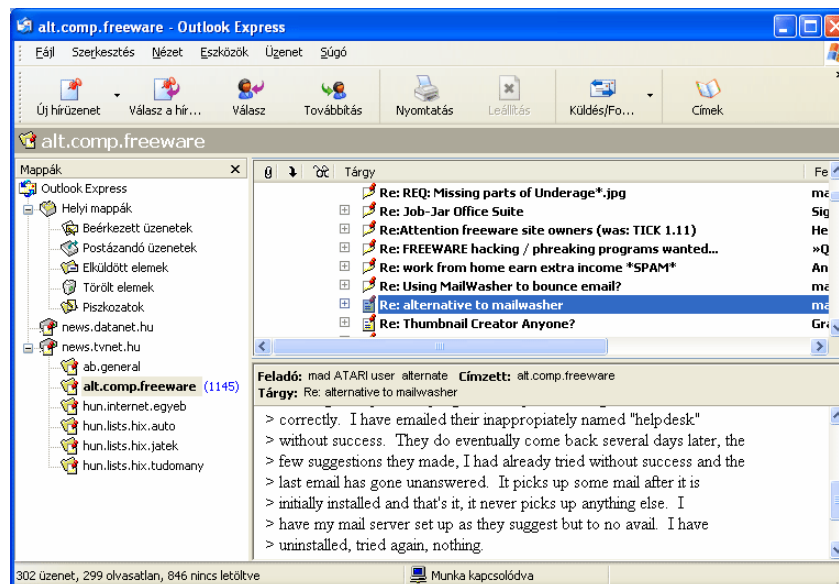 alt.comp.freeware - Outlook Express
Fájl Szerkesztés Nézet Eszközök Üzenet Súgó
Új hírüzenet Válasz a hír... Válasz Továbbítás Nyomtatás Leállítás Küldés/Fo... Címek
alt.comp.freeware
Mappák
Outlook Express
Helyi mappák
Beérkezett üzenetek
Postázandó üzenetek
Elküldött elemek
Törölt elemek
Piszkozatok
news.datanet.hu
news.tvnet.hu
ab.general
alt.comp.freeware (1145)
hun.internet.egyeb
hun.lists.hix.auto
hun.lists.hix.jatek
hun.lists.hix.tudomany
Tárgy Fe
Re: REQ: Missing parts of Underage*.jpg ma
Re: Job-Jar Office Suite Sig
Re:Attention freeware site owners (was: TICK 1.11) He
Re: FREEWARE hacking / phreaking programs wanted... »Q
Re: work from home earn extra income *SPAM* An
Re: Using MailWasher to bounce email? ma
Re: alternative to mailwasher ma
Re: Thumbnail Creator Anyone? Gra
Feladó: mad ATARI user alternate Címzett: alt.comp.freeware
Tárgy: Re: alternative to mailwasher
> correctly. I have emailed their inappropiately named "helpdesk"
> without success. They do eventually come back several days later, the
> few suggestions they made, I had already tried without success and the
> last email has gone unanswered. It picks up some mail after it is
> initially installed and that's it, it never picks up anything else. I
> have my mail server set up as they suggest but to no avail. I have
> uninstalled, tried again, nothing.
302 üzenet, 299 olvasatlan, 846 nincs letöltve Munka kapcsolódva